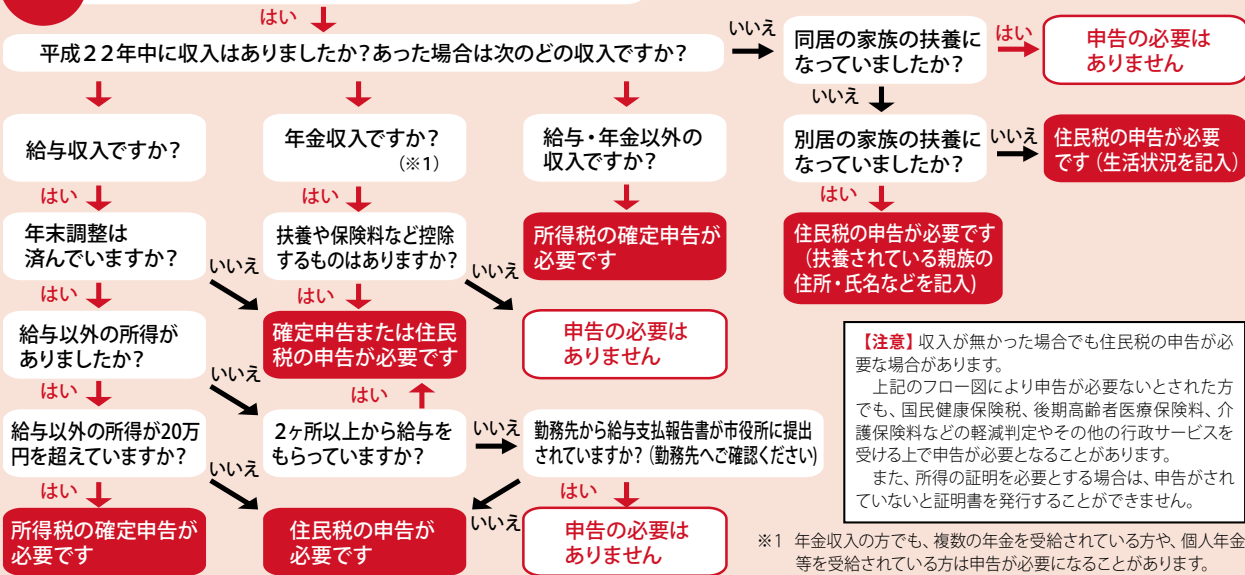 はい
平成22年中に収入はありましたか?あった場合は次のどの収入ですか?
いいえ
同居の家族の扶養に
なっていましたか?
はい
申告の必要は
ありません
いいえ
給与収入ですか?
年金収入ですか?
(※1)
給与・年金以外の
収入ですか?
別居の家族の扶養に
なっていましたか?
いいえ
住民税の申告が必要
です(生活状況を記入)
はい
はい
はい
年末調整は
済んでいますか?
いいえ
扶養や保険料など控除
するものはありますか?
いいえ
所得税の確定申告が
必要です
住民税の申告が必要です
(扶養されている親族の
住所・氏名などを記入)
はい
はい
給与以外の所得が
ありましたか?
いいえ
確定申告または住民
税の申告が必要です
申告の必要は
ありません
はい
はい
給与以外の所得が20万
円を超えていますか?
いいえ
2ヶ所以上から給与を
もらっていますか?
いいえ
勤務先から給与支払報告書が市役所に提出
されていますか?(勤務先へご確認ください)
はい
はい
所得税の確定申告が
必要です
住民税の申告が
必要です
いいえ
申告の必要は
ありません
【注意】収入が無かった場合でも住民税の申告が必
要な場合があります。
上記のフロー図により申告が必要ないとされた方
でも、国民健康保険税、後期高齢者医療保険料、介
護保険料などの軽減判定やその他の行政サービスを
受ける上で申告が必要となることがあります。
また、所得の証明を必要とする場合は、申告がされ
ていないと証明書を発行することができません。
※1 年金収入の方でも、複数の年金を受給されている方や、個人年金
等を受給されている方は申告が必要になることがあります。